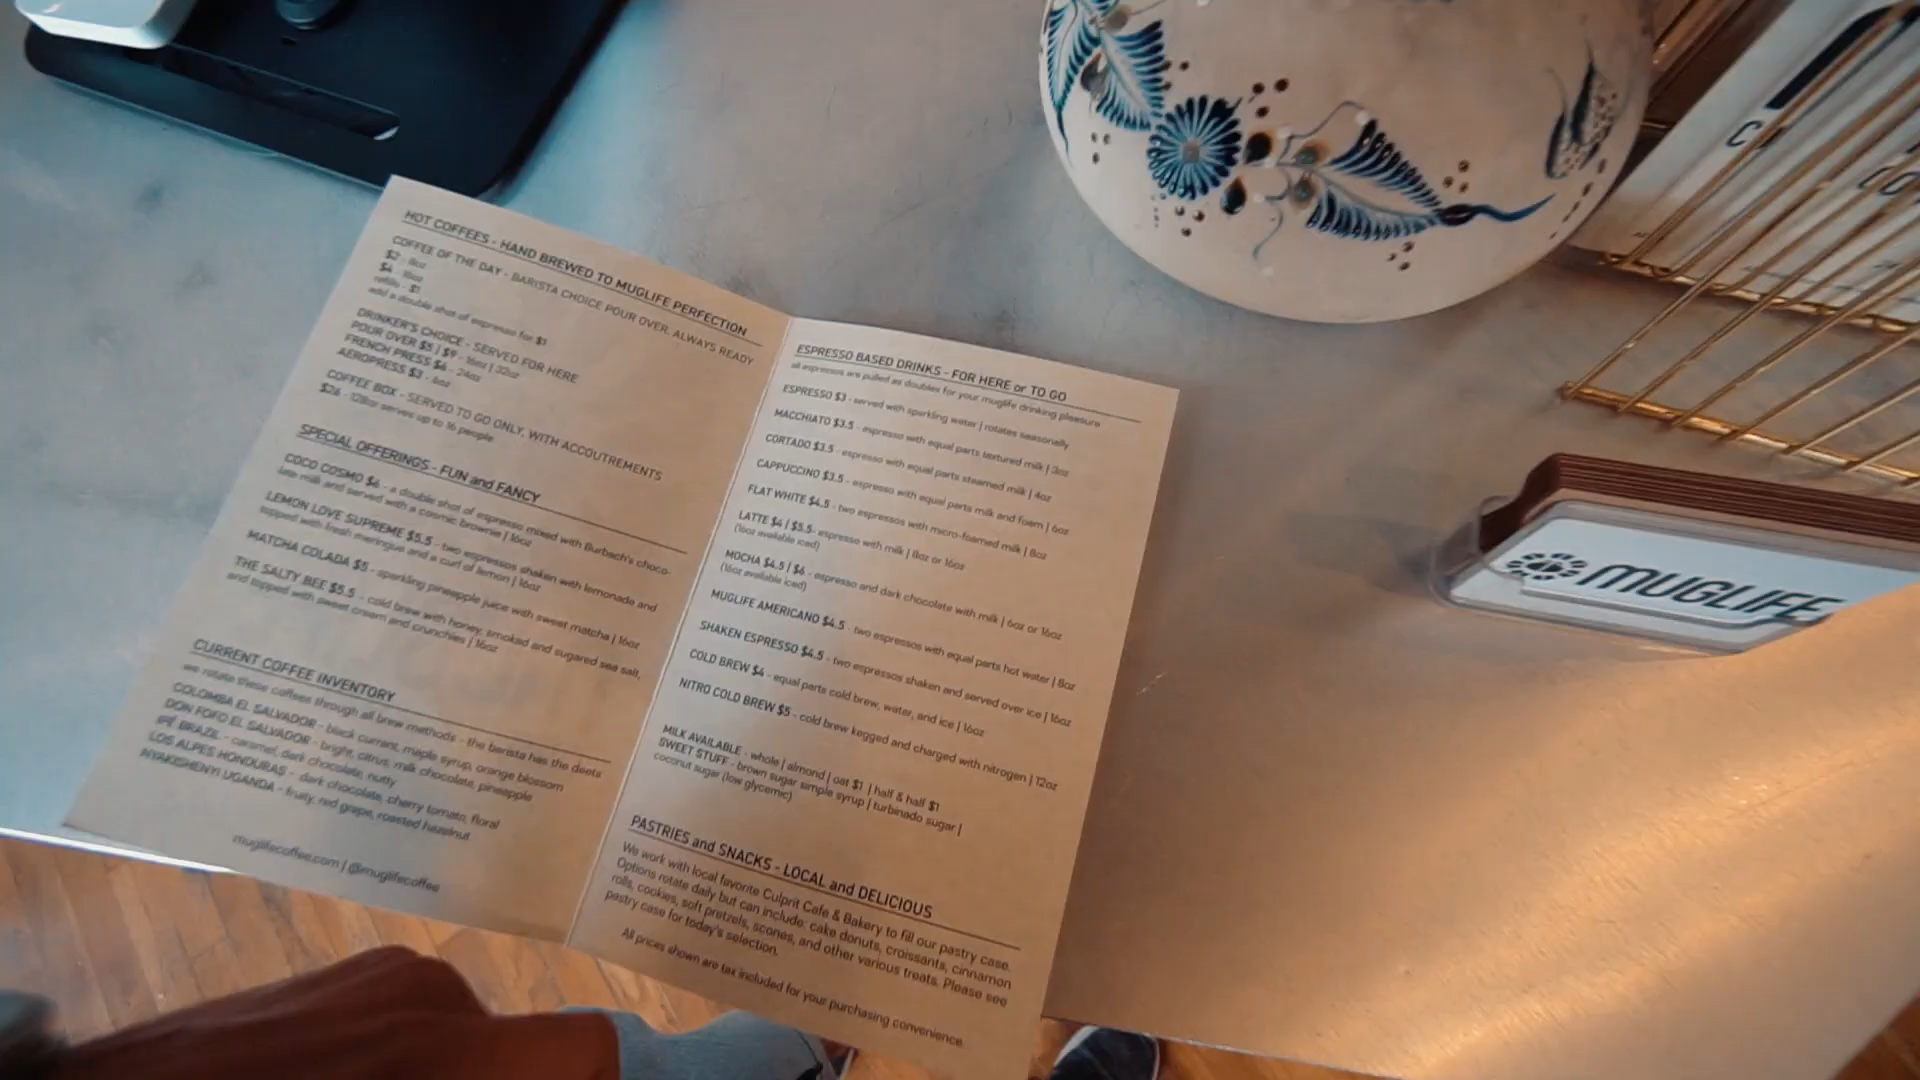 HOT COFFEES - HAND BREWED TO MUGLIFE PERFECTION
COFFEE OF THE DAY - BARISTA CHOICE POUR OVER. ALWAYS READY
$2 - 8oz
$4 - 16oz
refills - $1
add a double shot of espresso for $1
DRINKER'S CHOICE - SERVED FOR HERE
POUR OVER $5 | $9 - 16oz | 32oz
FRENCH PRESS $6 - 24oz
AEROPRESS $3 - 6oz
COFFEE BOX - SERVED TO GO ONLY, WITH ACCOUTREMENTS
$26 - 128oz serves up to 16 people
SPECIAL OFFERINGS - FUN and FANCY
COCO COSMO $6 - a double shot of espresso mixed with Burbach's choco-
late milk and served with a cosmic brownie | 16oz
LEMON LOVE SUPREME $5.5 - two espressos shaken with lemonade and
topped with fresh meringue and a curl of lemon | 16oz
MATCHA COLADA $5 - sparkling pineapple juice with sweet matcha | 16oz
THE SALTY BEE $5.5 - cold brew with honey, smoked and sugared sea salt,
and topped with sweet cream and crunchies | 16oz
CURRENT COFFEE INVENTORY
we rotate these coffees through all brew methods - the barista has the deets
COLOMBA EL SALVADOR - black currant, maple syrup, orange blossom
DON FOFO EL SALVADOR - bright, citrus, milk chocolate, pineapple
IPÉ BRAZIL - caramel, dark chocolate, nutty
LOS ALPES HONDURAS - dark chocolate, cherry tomato, floral
NYAKISHENYI UGANDA - fruity, red grape, roasted hazelnut
muglifecoffee.com | @muglifecoffee
ESPRESSO BASED DRINKS - FOR HERE or TO GO
all espressos are pulled as doubles for your muglife drinking pleasure
ESPRESSO $3 - served with sparkling water | rotates seasonally
MACCHIATO $3.5 - espresso with equal parts textured milk | 3oz
CORTADO $3.5 - espresso with equal parts steamed milk | 4oz
CAPPUCCINO $3.5 - espresso with equal parts milk and foam | 6oz
FLAT WHITE $4.5 - two espressos with micro-foamed milk | 8oz
LATTE $4 | $5.5 - espresso with milk | 8oz or 16oz
(16oz available iced)
MOCHA $4.5 | $6 - espresso and dark chocolate with milk | 6oz or 16oz
(16oz available iced)
MUGLIFE AMERICANO $4.5 - two espressos with equal parts hot water | 8oz
SHAKEN ESPRESSO $4.5 - two espressos shaken and served over ice | 16oz
COLD BREW $4 - equal parts cold brew, water, and ice | 16oz
NITRO COLD BREW $5 - cold brew kegged and charged with nitrogen | 12oz
MILK AVAILABLE - whole | almond | oat $1 | half & half $1
SWEET STUFF - brown sugar simple syrup | turbinado sugar |
coconut sugar (low glycemic)
PASTRIES and SNACKS - LOCAL and DELICIOUS
We work with local favorite Culprit Cafe & Bakery to fill our pastry case.
Options rotate daily but can include: cake donuts, croissants, cinnamon
rolls, cookies, soft pretzels, scones, and other various treats. Please see
pastry case for today's selection.
All prices shown are tax included for your purchasing convenience
MUGLIFE